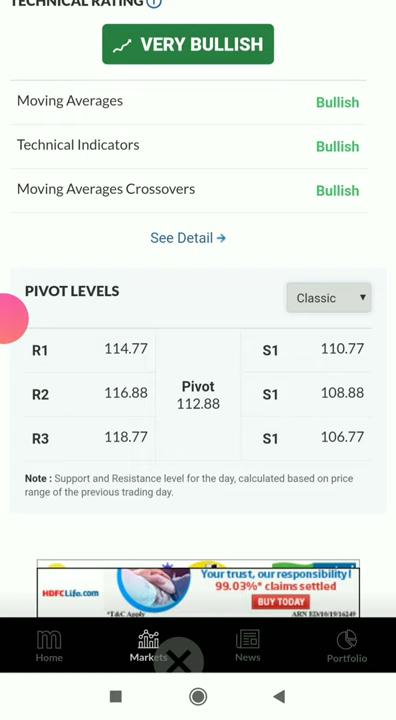 TECHNICAL RATING
VERY BULLISH
Moving Averages Bullish
Technical Indicators Bullish
Moving Averages Crossovers Bullish
See Detail →
PIVOT LEVELS
Classic
R1 114.77
R2 116.88
R3 118.77
Pivot
112.88
S1 110.77
S1 108.88
S1 106.77
Note : Support and Resistance level for the day, calculated based on price
range of the previous trading day.
HDFCLife.com
Your trust, our responsibility!
99.03%* claims settled
BUY TODAY
*T&C Apply
Home
Markets
News
Portfolio